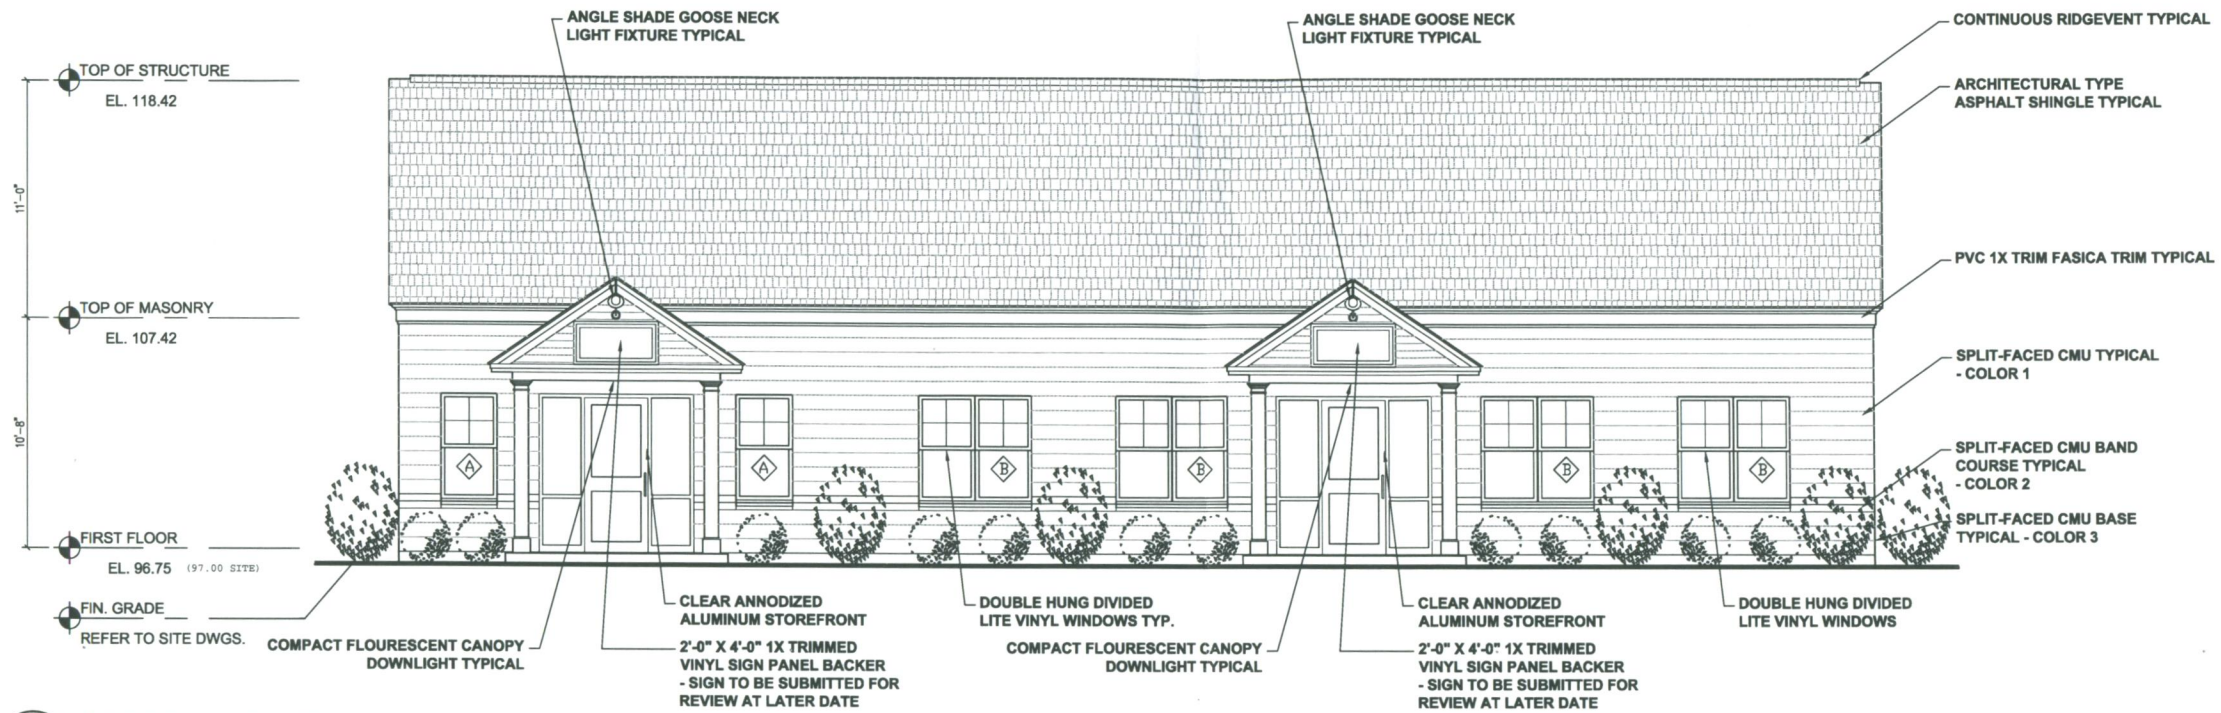 ANGLE SHADE GOOSE NECK
LIGHT FIXTURE TYPICAL
ANGLE SHADE GOOSE NECK
LIGHT FIXTURE TYPICAL
CONTINUOUS RIDGEVENT TYPICAL
ARCHITECTURAL TYPE
ASPHALT SHINGLE TYPICAL
PVC 1X TRIM FASICA TRIM TYPICAL
SPLIT-FACED CMU TYPICAL
- COLOR 1
SPLIT-FACED CMU BAND
COURSE TYPICAL
- COLOR 2
SPLIT-FACED CMU BASE
TYPICAL - COLOR 3
TOP OF STRUCTURE
EL. 118.42
11'-0"
TOP OF MASONRY
EL. 107.42
10'-8"
FIRST FLOOR
EL. 96.75 (97.00 SITE)
FIN. GRADE
REFER TO SITE DWGS.
A
A
B
B
B
B
COMPACT FLOURESCENT CANOPY
DOWNLIGHT TYPICAL
CLEAR ANNODIZED
ALUMINUM STOREFRONT
2'-0" X 4'-0" 1X TRIMMED
VINYL SIGN PANEL BACKER
- SIGN TO BE SUBMITTED FOR
REVIEW AT LATER DATE
DOUBLE HUNG DIVIDED
LITE VINYL WINDOWS TYP.
COMPACT FLOURESCENT CANOPY
DOWNLIGHT TYPICAL
CLEAR ANNODIZED
ALUMINUM STOREFRONT
2'-0" X 4'-0" 1X TRIMMED
VINYL SIGN PANEL BACKER
- SIGN TO BE SUBMITTED FOR
REVIEW AT LATER DATE
DOUBLE HUNG DIVIDED
LITE VINYL WINDOWS